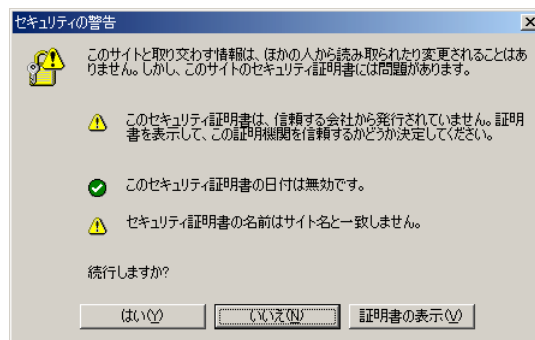 セキュリティの警告
このサイトと取り交わす情報は、ほかの人から読み取られたり変更されることはあ
りません。しかし、このサイトのセキュリティ証明書には問題があります。
このセキュリティ証明書は、信頼する会社から発行されていません。証明
書を表示して、この証明機関を信頼するかどうか決定してください。
このセキュリティ証明書の日付は無効です。
セキュリティ証明書の名前はサイト名と一致しません。
続行しますか?
はい(Y)
いいえ(N)
証明書の表示(V)